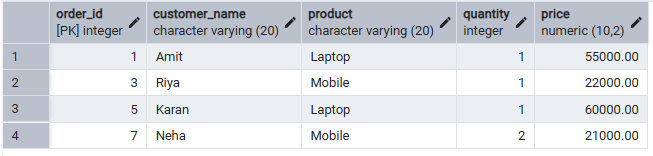 order_id customer_name product quantity price
[PK] integer character varying (20) character varying (20) integer numeric (10,2)
1 1 Amit Laptop 1 55000.00
2 3 Riya Mobile 1 22000.00
3 5 Karan Laptop 1 60000.00
4 7 Neha Mobile 2 21000.00